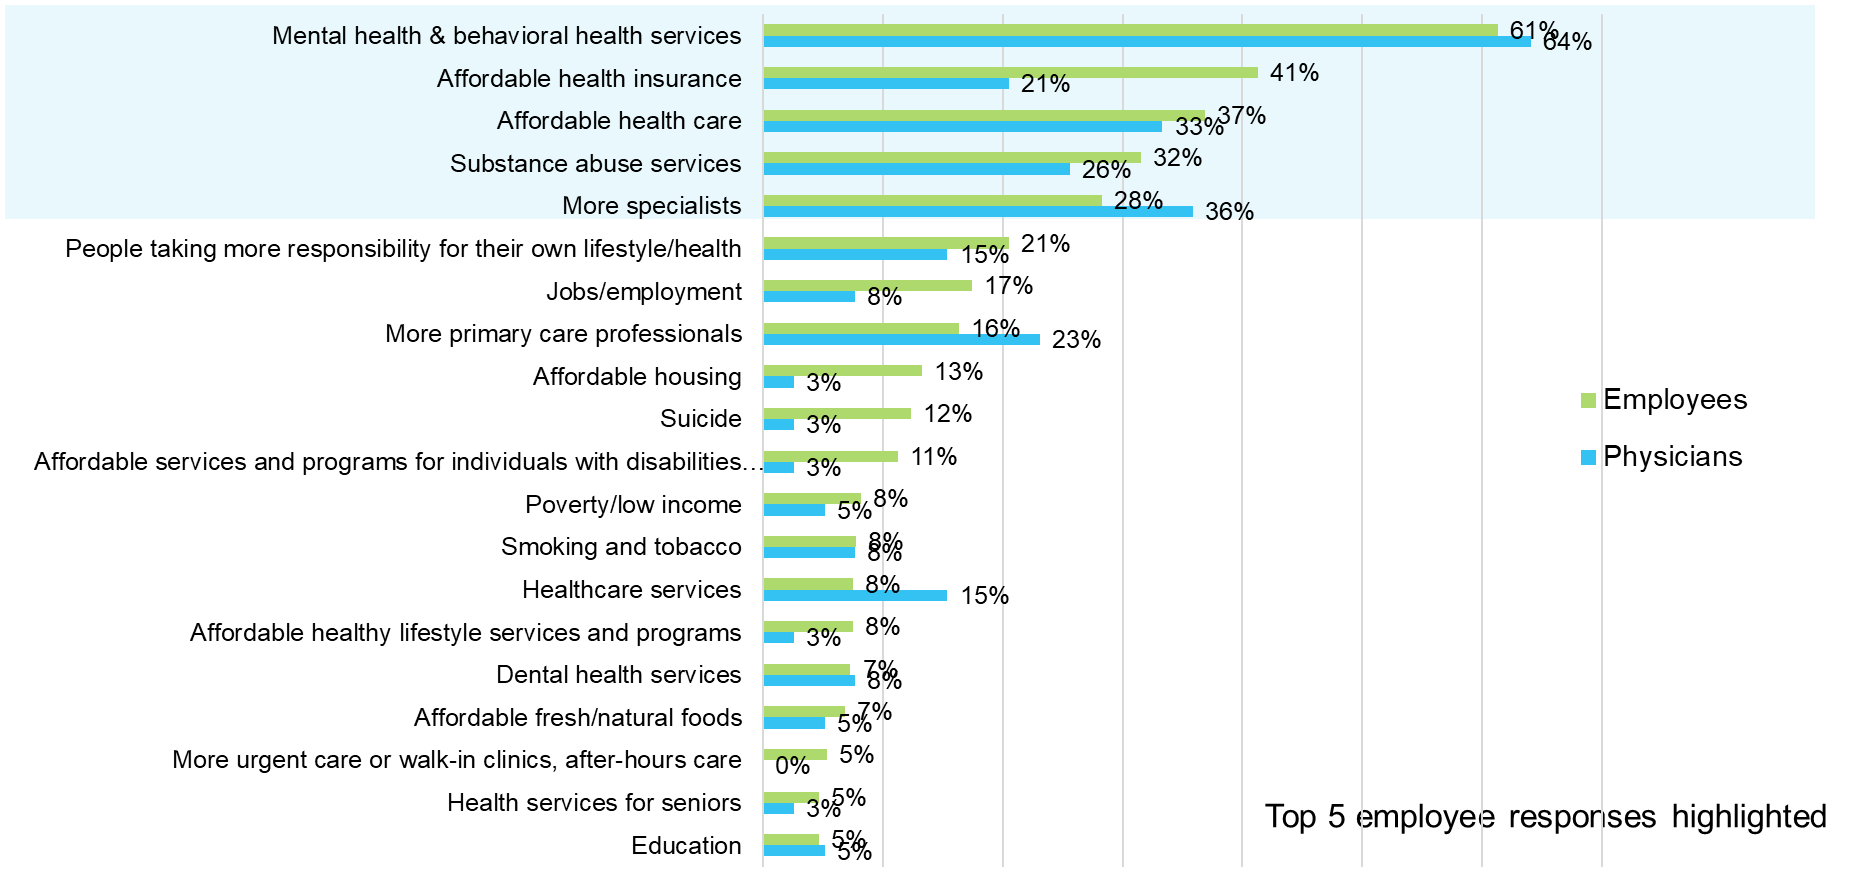 Mental health & behavioral health services 61% 64%
Affordable health insurance 41% 21%
Affordable health care 37% 33%
Substance abuse services 32% 26%
More specialists 28% 36%
People taking more responsibility for their own lifestyle/health 21% 15%
Jobs/employment 17% 8%
More primary care professionals 16% 23%
Affordable housing 13% 3%
Employees
Suicide 12% 3%
Physicians
Affordable services and programs for individuals with disabilities... 11% 3%
Poverty/low income 8% 5%
Smoking and tobacco 8% 8%
Healthcare services 8% 15%
Affordable healthy lifestyle services and programs 8% 3%
Dental health services 7% 8%
Affordable fresh/natural foods 7% 5%
More urgent care or walk-in clinics, after-hours care 5% 0%
Health services for seniors 5% 3%
Top 5 employee responses highlighted
Education 5% 5%